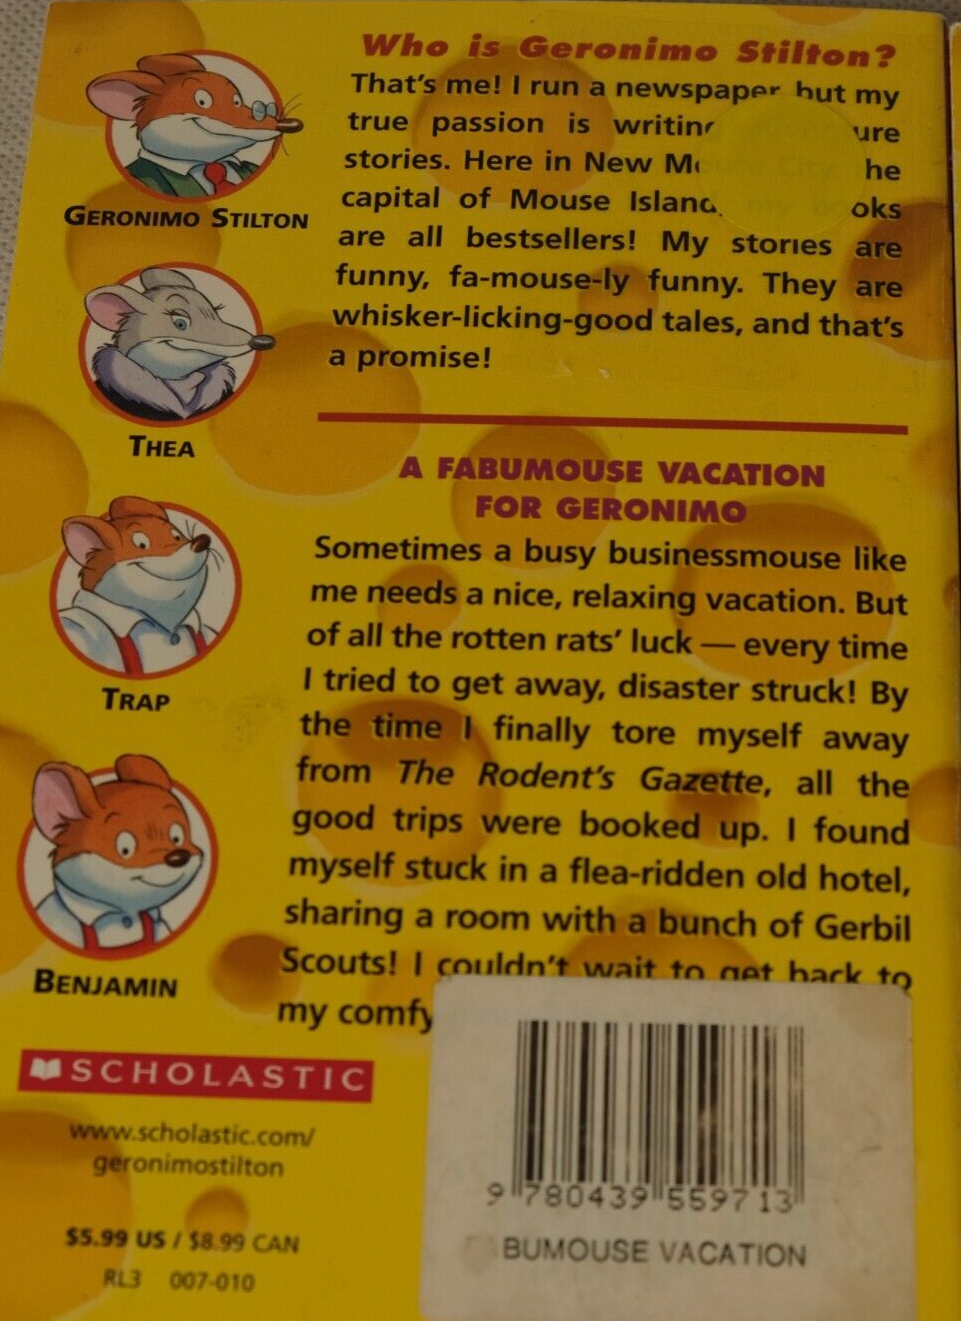 Who is Geronimo Stilton?
That's me! I run a newspaper, but my
true passion is writing adventure
stories. Here in New Mouse City, the
capital of Mouse Island, my books
are all bestsellers! My stories are
funny, fa-mouse-ly funny. They are
whisker-licking-good tales, and that's
a promise!
GERONIMO STILTON
THEA
TRAP
BENJAMIN
A FABUMOUSE VACATION
FOR GERONIMO
Sometimes a busy businessmouse like
me needs a nice, relaxing vacation. But
of all the rotten rats' luck — every time
I tried to get away, disaster struck! By
the time I finally tore myself away
from The Rodent's Gazette, all the
good trips were booked up. I found
myself stuck in a flea-ridden old hotel,
sharing a room with a bunch of Gerbil
Scouts! I couldn't wait to get back to
my comfy
SCHOLASTIC
www.scholastic.com/
geronimostilton
$5.99 US / $8.99 CAN
RL3 007-010
9 780439 559713
BUMOUSE VACATION